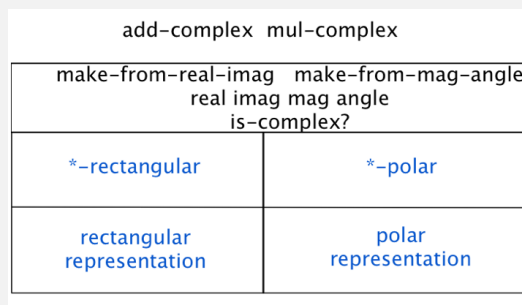 add-complex mul-complex
make-from-real-imag make-from-mag-angle
real imag mag angle
is-complex?
*-rectangular
*-polar
rectangular
representation
polar
representation